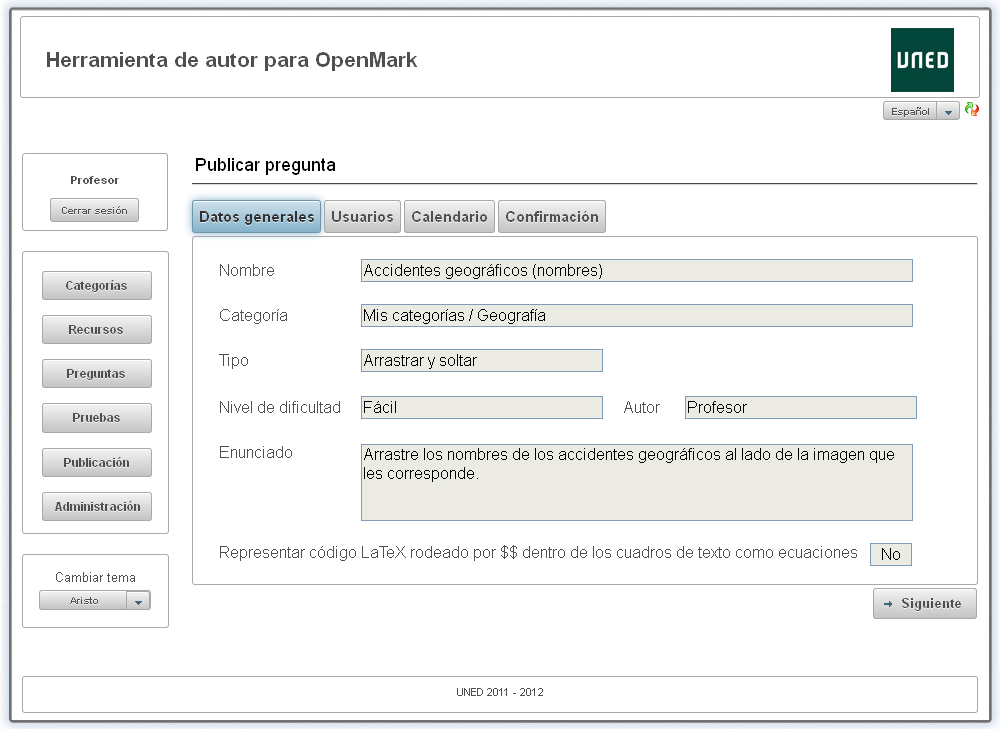 Herramienta de autor para OpenMark
UNED
Español
Profesor
Cerrar sesión
Categorías
Recursos
Preguntas
Pruebas
Publicación
Administración
Cambiar tema
Aristo
Publicar pregunta
Datos generales Usuarios Calendario Confirmación
Nombre Accidentes geográficos (nombres)
Categoría Mis categorías / Geografía
Tipo Arrastrar y soltar
Nivel de dificultad Fácil Autor Profesor
Enunciado Arrastre los nombres de los accidentes geográficos al lado de la imagen que
les corresponde.
Representar código LaTeX rodeado por $$ dentro de los cuadros de texto como ecuaciones No
Siguiente
UNED 2011 - 2012